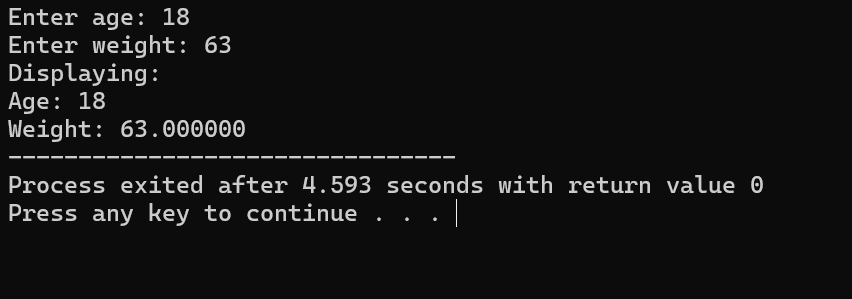 Enter age: 18
Enter weight: 63
Displaying:
Age: 18
Weight: 63.000000
--------------------------------
Process exited after 4.593 seconds with return value 0
Press any key to continue . . .